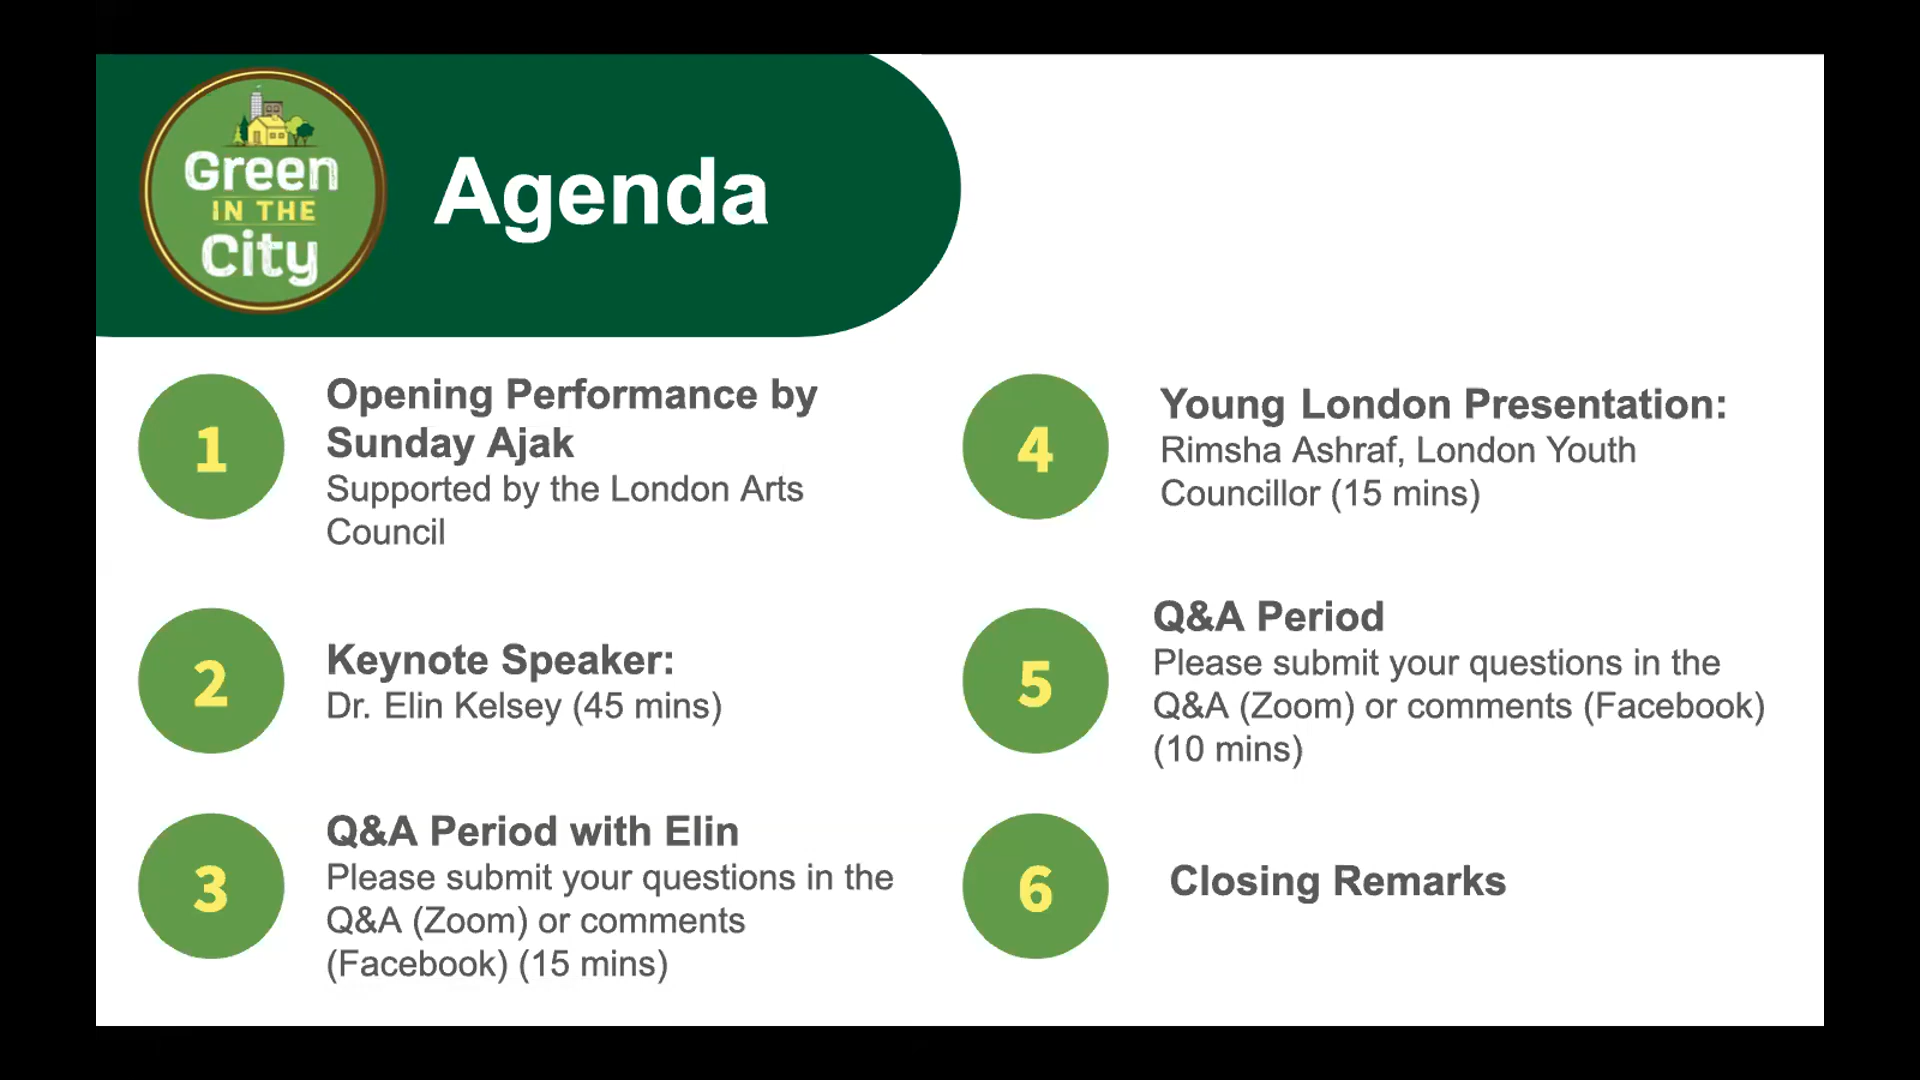 Green
IN THE
City
Agenda
1
Opening Performance by
Sunday Ajak
Supported by the London Arts
Council
2
Keynote Speaker:
Dr. Elin Kelsey (45 mins)
3
Q&A Period with Elin
Please submit your questions in the
Q&A (Zoom) or comments
(Facebook) (15 mins)
4
Young London Presentation:
Rimsha Ashraf, London Youth
Councillor (15 mins)
5
Q&A Period
Please submit your questions in the
Q&A (Zoom) or comments (Facebook)
(10 mins)
6
Closing Remarks